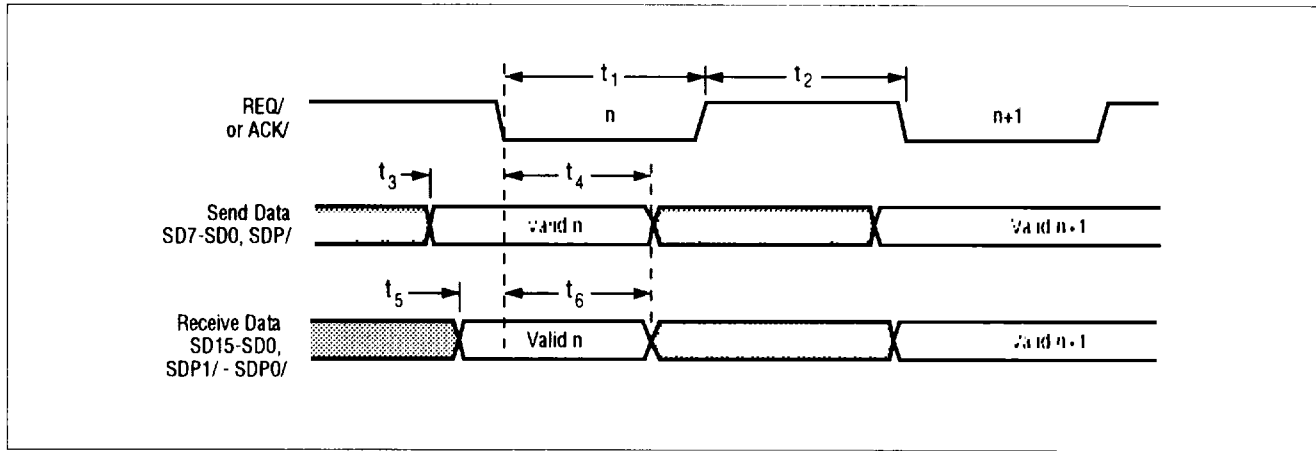 t1
t2
REQ/
or ACK/
n
n+1
t3
t4
Send Data
SD7-SD0, SDP/
Valid n
Valid n+1
t5
t6
Receive Data
SD15-SD0,
SDP1/ - SDP0/
Valid n
Valid n+1